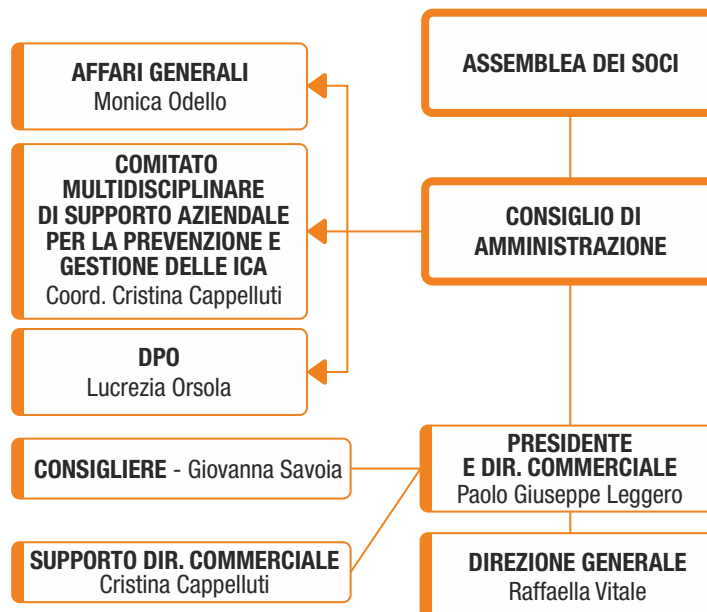 AFFARI GENERALI
Monica Odello
COMITATO
MULTIDISCIPLINARE
DI SUPPORTO AZIENDALE
PER LA PREVENZIONE E
GESTIONE DELLE ICA
Coord. Cristina Cappelluti
DPO
Lucrezia Orsola
CONSIGLIERE - Giovanna Savoia
SUPPORTO DIR. COMMERCIALE
Cristina Cappelluti
ASSEMBLEA DEI SOCI
CONSIGLIO DI
AMMINISTRAZIONE
PRESIDENTE
E DIR. COMMERCIALE
Paolo Giuseppe Leggero
DIREZIONE GENERALE
Raffaella Vitale